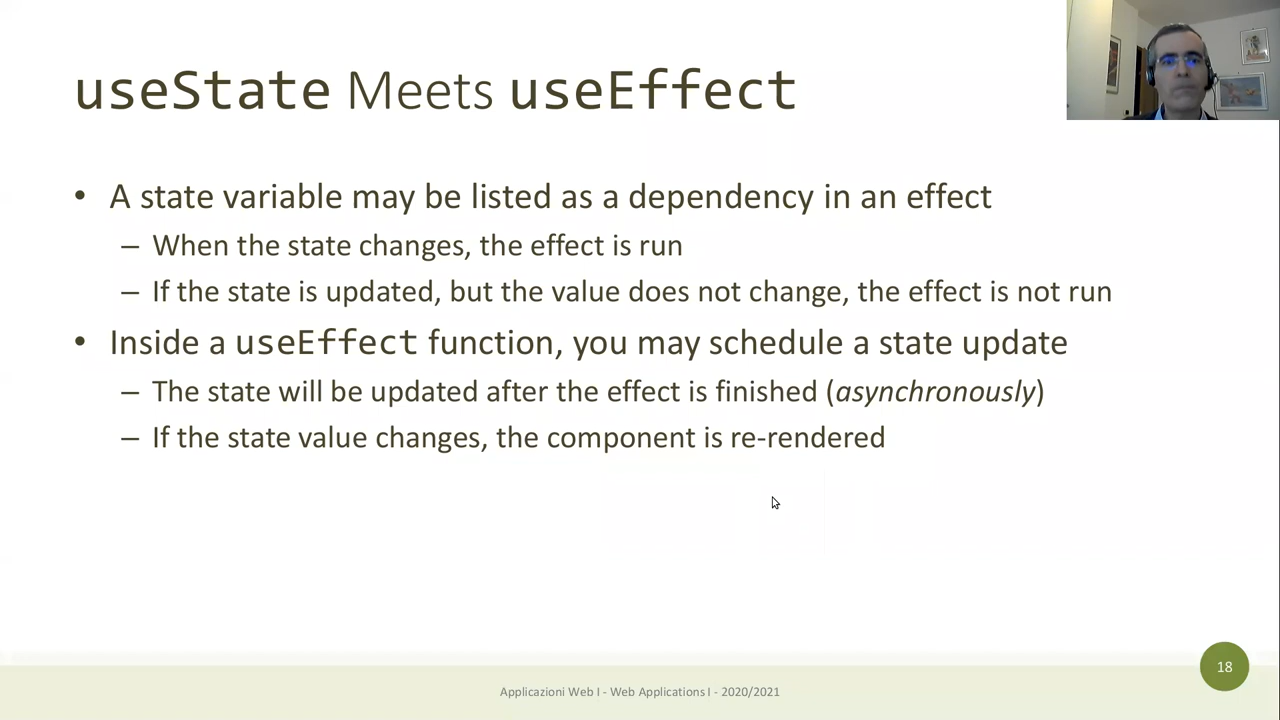 useState Meets useEffect
• A state variable may be listed as a dependency in an effect
– When the state changes, the effect is run
– If the state is updated, but the value does not change, the effect is not run
• Inside a useEffect function, you may schedule a state update
– The state will be updated after the effect is finished (asynchronously)
– If the state value changes, the component is re-rendered
18
Applicazioni Web I - Web Applications I - 2020/2021